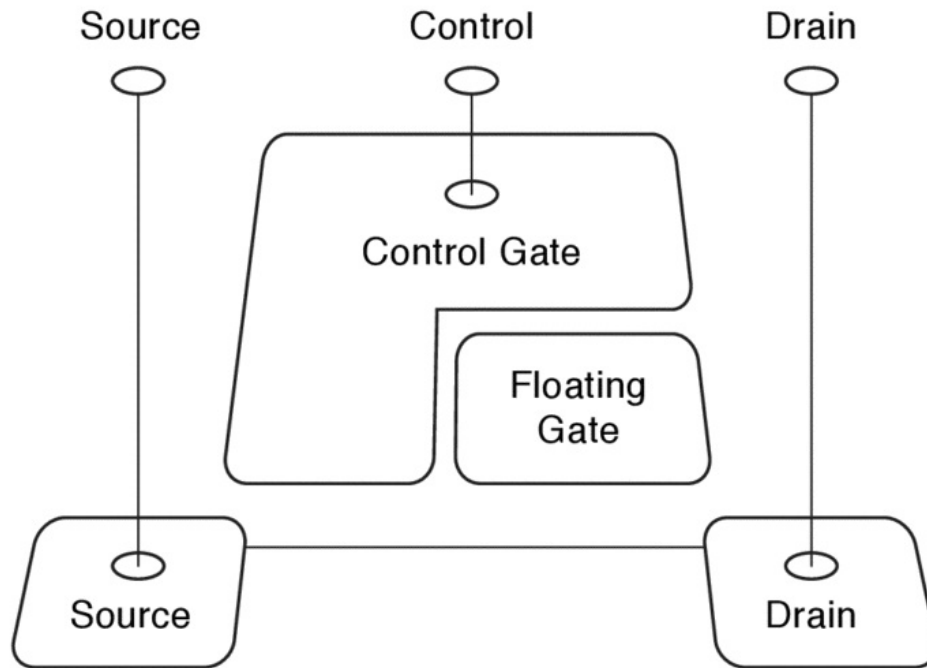 Source
Control
Drain
Control Gate
Floating
Gate
Source
Drain